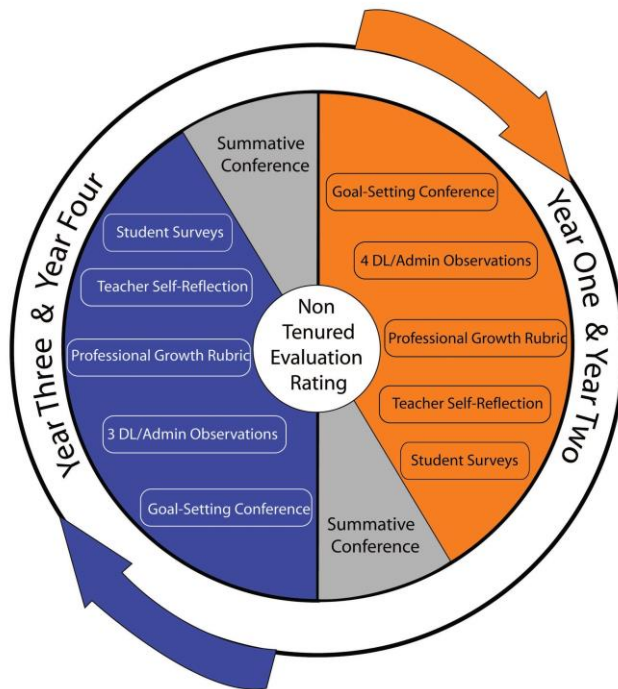 Summative
Conference
Goal-Setting Conference
4 DL/Admin Observations
Professional Growth Rubric
Teacher Self-Reflection
Student Surveys
Year One & Year Two
Non
Tenured
Evaluation
Rating
Summative
Conference
Goal-Setting Conference
3 DL/Admin Observations
Professional Growth Rubric
Teacher Self-Reflection
Student Surveys
Year Three & Year Four